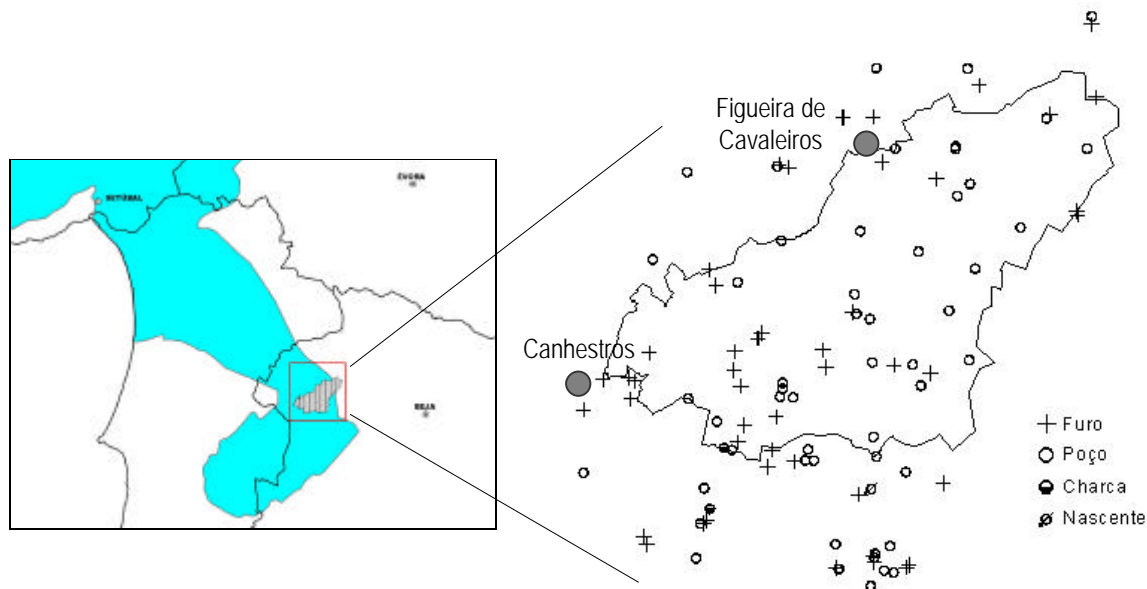 ÉVORA
SETÚBAL
BEJA
Figueira de
Cavaleiros
Canhestros
Furo
Poço
Charca
Nascente